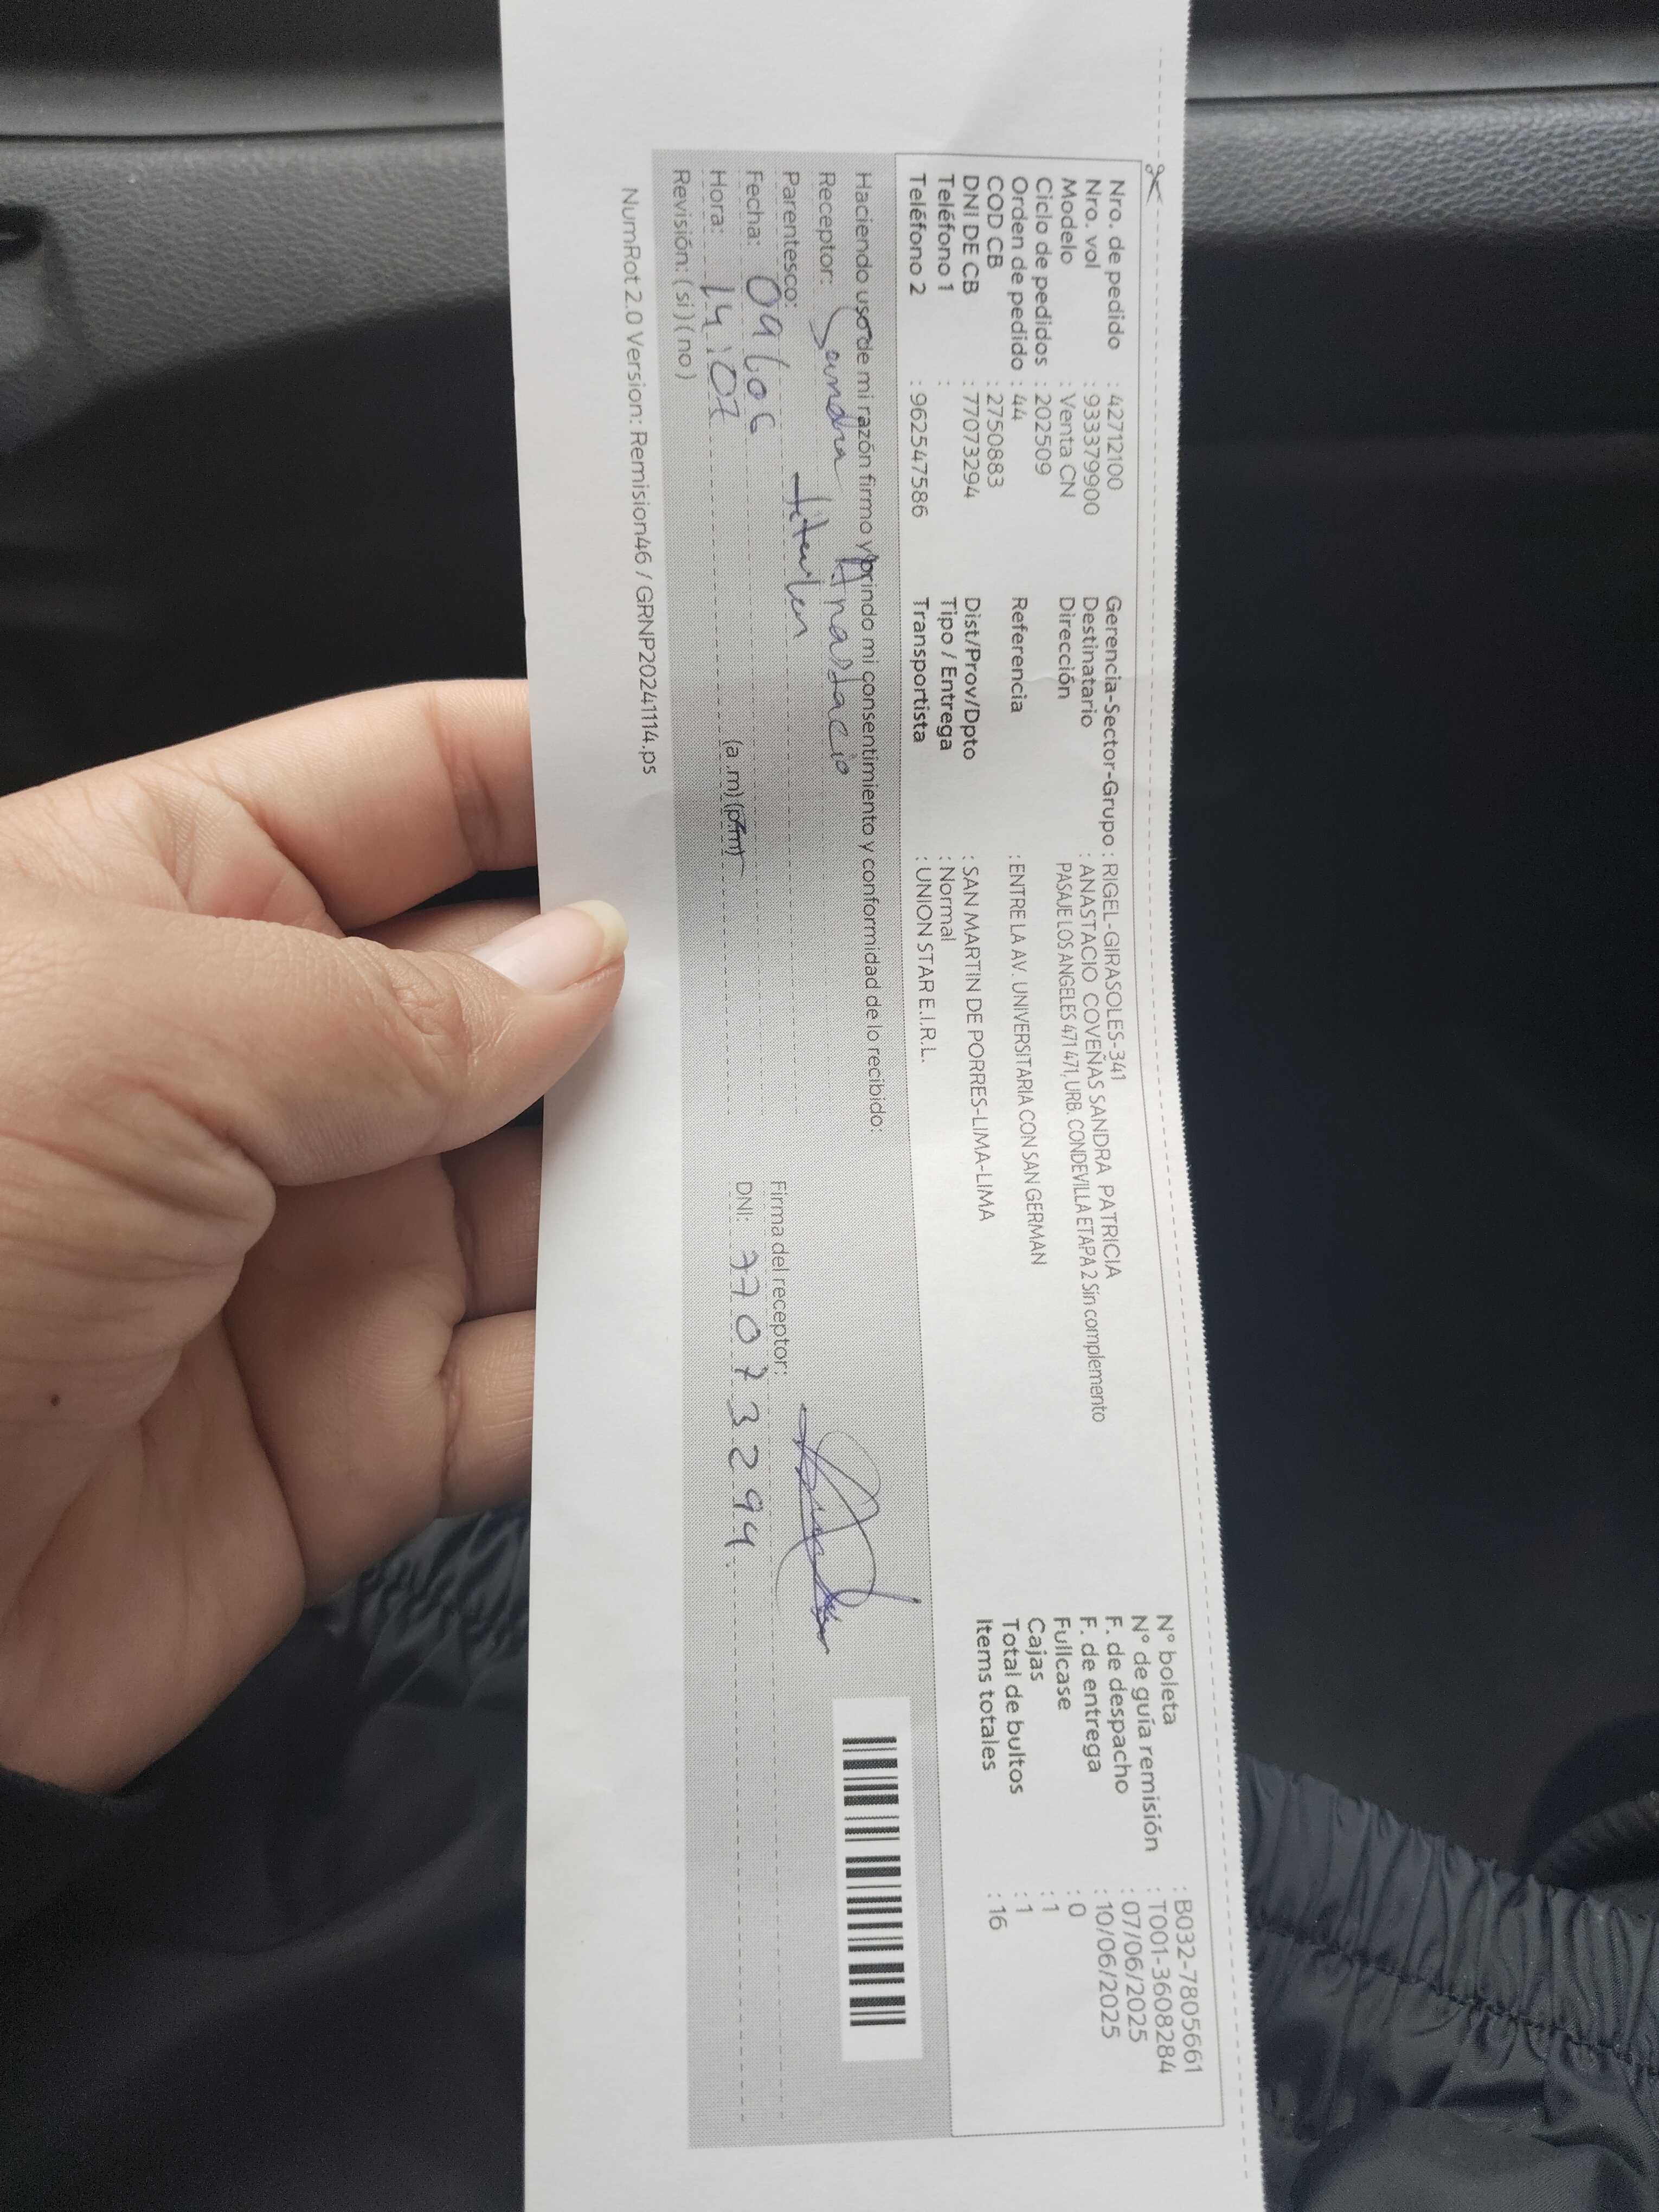 Nro. de pedido : 42712100
Nro. vol : 933379900
Modelo : Venta CN
Ciclo de pedidos : 202509
Orden de pedido : 44
COD CB : 2750883
DNI DE CB : 77073294
Teléfono 1 :
Teléfono 2 : 962547586
Gerencia-Sector-Grupo : RIGEL-GIRASOLES-341
Destinatario : ANASTACIO COVEÑAS SANDRA PATRICIA
Dirección PASAJE LOS ANGELES 471 471, URB. CONDEVILLA ETAPA 2 Sin complemento
Referencia : ENTRE LA AV. UNIVERSITARIA CON SAN GERMAN
Dist/Prov/Dpto : SAN MARTIN DE PORRES-LIMA-LIMA
Tipo / Entrega : Normal
Transportista : UNION STAR E.I.R.L.
N° boleta : B032-7805661
N° de guía remisión : T001-3608284
F. de despacho : 07/06/2025
F. de entrega : 10/06/2025
Fullcase : 0
Cajas : 1
Total de bultos : 1
Items totales : 16
Haciendo uso de mi razón firmo y brindo mi consentimiento y conformidad de lo recibido:
Receptor: Sandra Anastacio
Parentesco: titular
Fecha: 09/06
Hora: 14:07 (a .m) (p.m)
Revisión: ( si ) ( no )
Firma del receptor:
DNI: 77073294.
NumRot 2.0 Version: Remision46 / GRNP20241114.ps